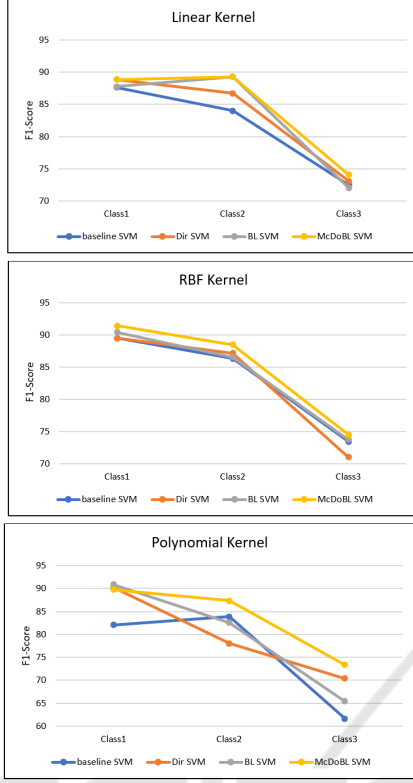 Linear Kernel
95
90
85
80
75
70
F1-Score
Class1 Class2 Class3
baseline SVM Dir SVM BL SVM McDoBL SVM
RBF Kernel
95
90
85
80
75
70
F1-Score
Class1 Class2 Class3
baseline SVM Dir SVM BL SVM McDoBL SVM
Polynomial Kernel
95
90
85
80
75
70
65
60
F1-Score
Class1 Class2 Class3
baseline SVM Dir SVM BL SVM McDoBL SVM